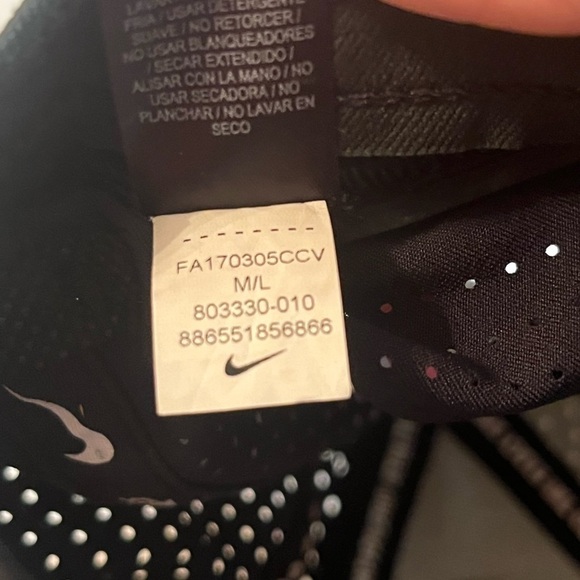 FRIA / USAR DETERGENTE
SUAVE / NO RETORCER /
NO USAR BLANQUEADORES
/ SECAR EXTENDIDO /
ALISAR CON LA MANO / NO
USAR SECADORA / NO
PLANCHAR / NO LAVAR EN
SECO
FA170305CCV
M/L
803330-010
886551856866